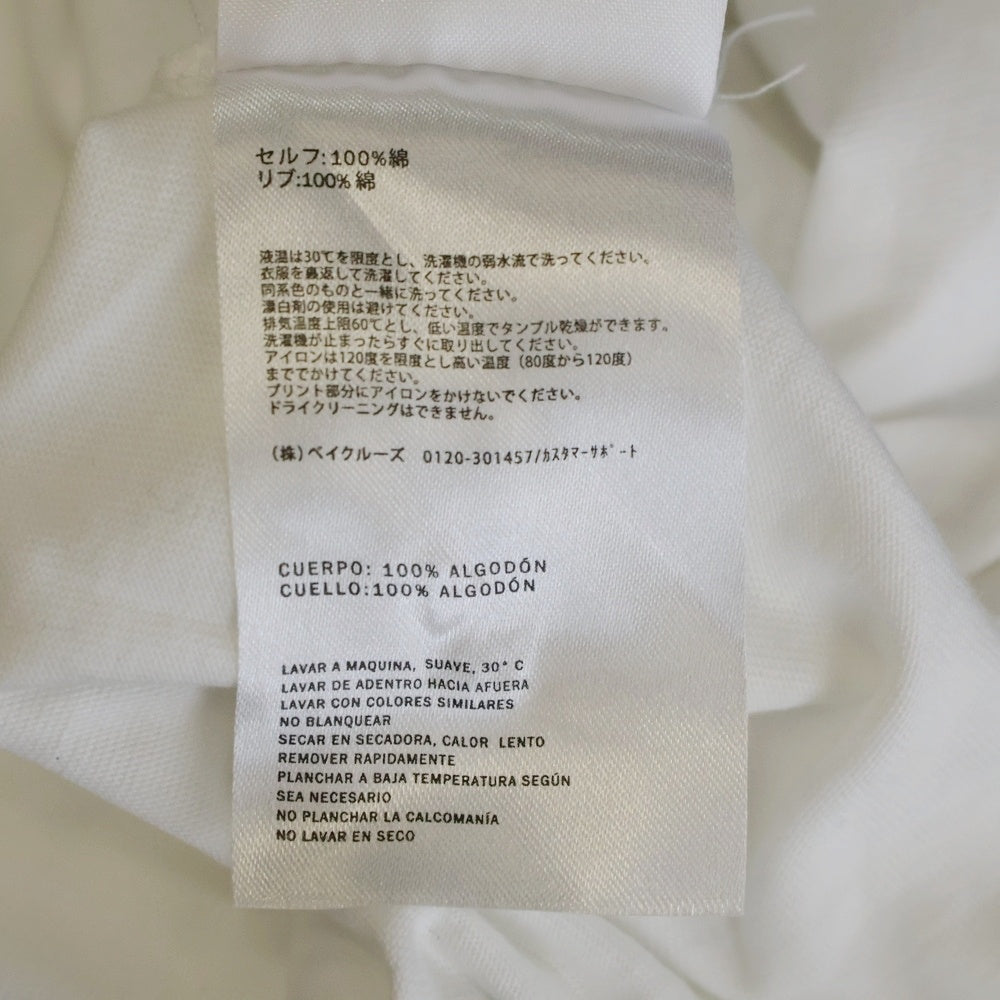 セルフ:100%綿
リブ:100%綿
液温は30℃を限度とし、洗濯機の弱水流で洗ってください。
衣服を裏返して洗濯してください。
同系色のものと一緒に洗ってください。
漂白剤の使用は避けてください。
排気温度上限60℃とし、低い温度でタンブル乾燥ができます。
洗濯機が止まったらすぐに取り出してください。
アイロンは120度を限度とし高い温度（80度から120度）
まででかけてください。
プリント部分にアイロンをかけないでください。
ドライクリーニングはできません。
(株)ベイクルーズ 0120-301457/ｶｽﾀﾏｰｻﾎﾟｰﾄ
CUERPO: 100% ALGODÓN
CUELLO:100% ALGODÓN
LAVAR A MAQUINA, SUAVE, 30° C
LAVAR DE ADENTRO HACIA AFUERA
LAVAR CON COLORES SIMILARES
NO BLANQUEAR
SECAR EN SECADORA, CALOR LENTO
REMOVER RAPIDAMENTE
PLANCHAR A BAJA TEMPERATURA SEGÚN
SEA NECESARIO
NO PLANCHAR LA CALCOMANÍA
NO LAVAR EN SECO